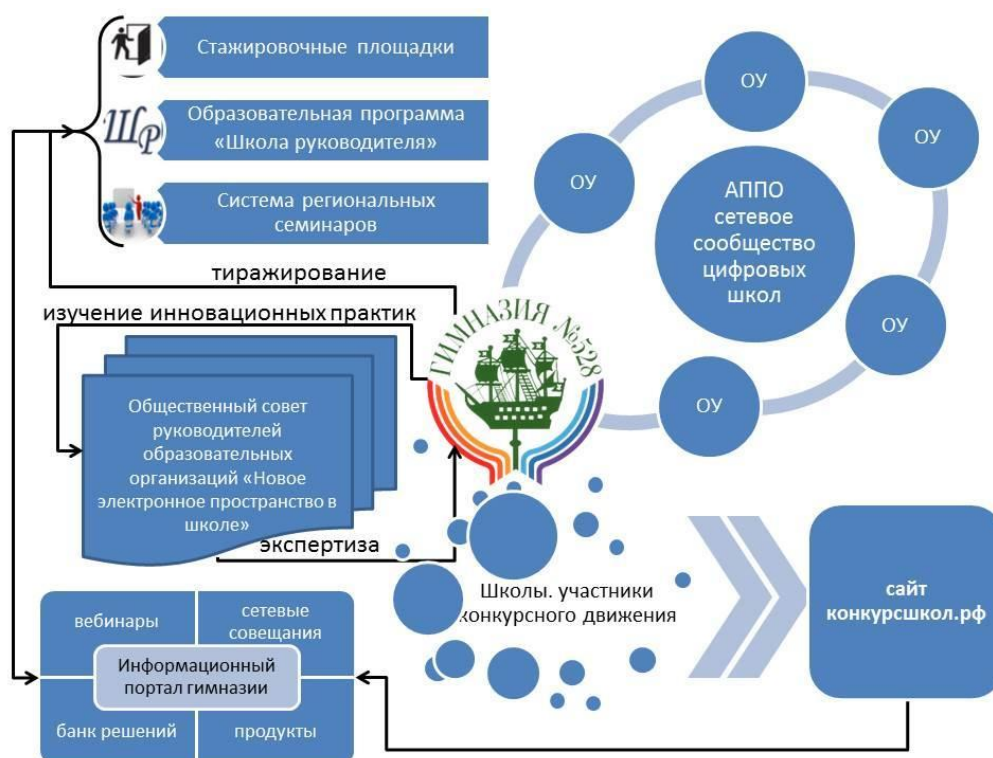 Стажировочные площадки
Шр
Образовательная программа
«Школа руководителя»
Система региональных
семинаров
тиражирование
изучение инновационных практик
Общественный совет
руководителей
образовательных
организаций «Новое
электронное пространство в
школе»
экспертиза
вебинары
сетевые
совещания
Информационный
портал гимназии
банк решений
продукты
ГИМНАЗИЯ №528
ОУ
ОУ
ОУ
ОУ
ОУ
АППО
сетевое
сообщество
цифровых
школ
Школы. участники
конкурсного движения
сайт
конкурсшкол.рф